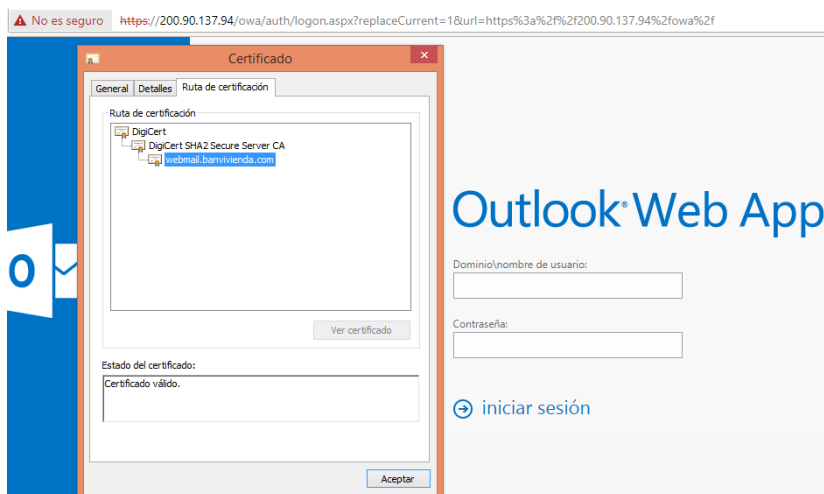 No es seguro https://200.90.137.94/owa/auth/logon.aspx?replaceCurrent=1&url=https%3a%2f%2f200.90.137.94%2fowa%2f
Certificado
General Detalles Ruta de certificación
Ruta de certificación
DigiCert
DigiCert SHA2 Secure Server CA
webmail.banvivienda.com
Ver certificado
Estado del certificado:
Certificado válido.
Aceptar
O
Outlook® Web App
Dominio\nombre de usuario:
Contraseña:
iniciar sesión